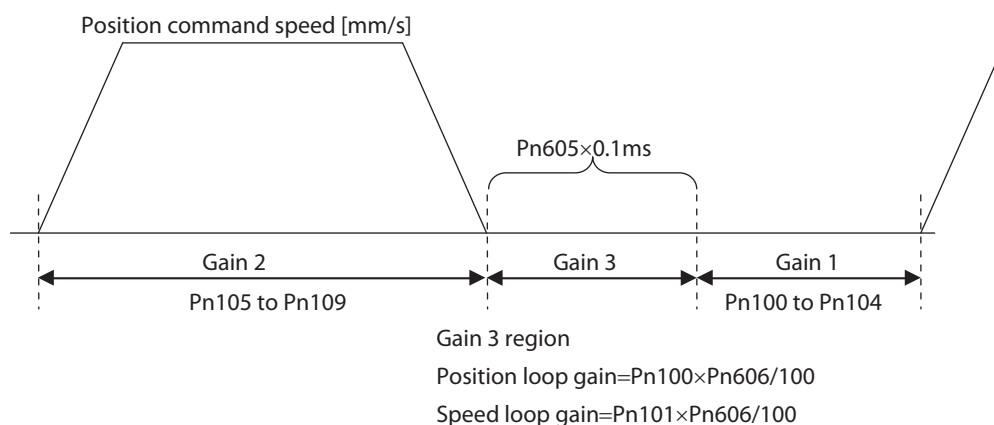 Position command speed [mm/s]
Pn605×0.1ms
Gain 2
Gain 3
Gain 1
Pn105 to Pn109
Pn100 to Pn104
Gain 3 region
Position loop gain=Pn100×Pn606/100
Speed loop gain=Pn101×Pn606/100